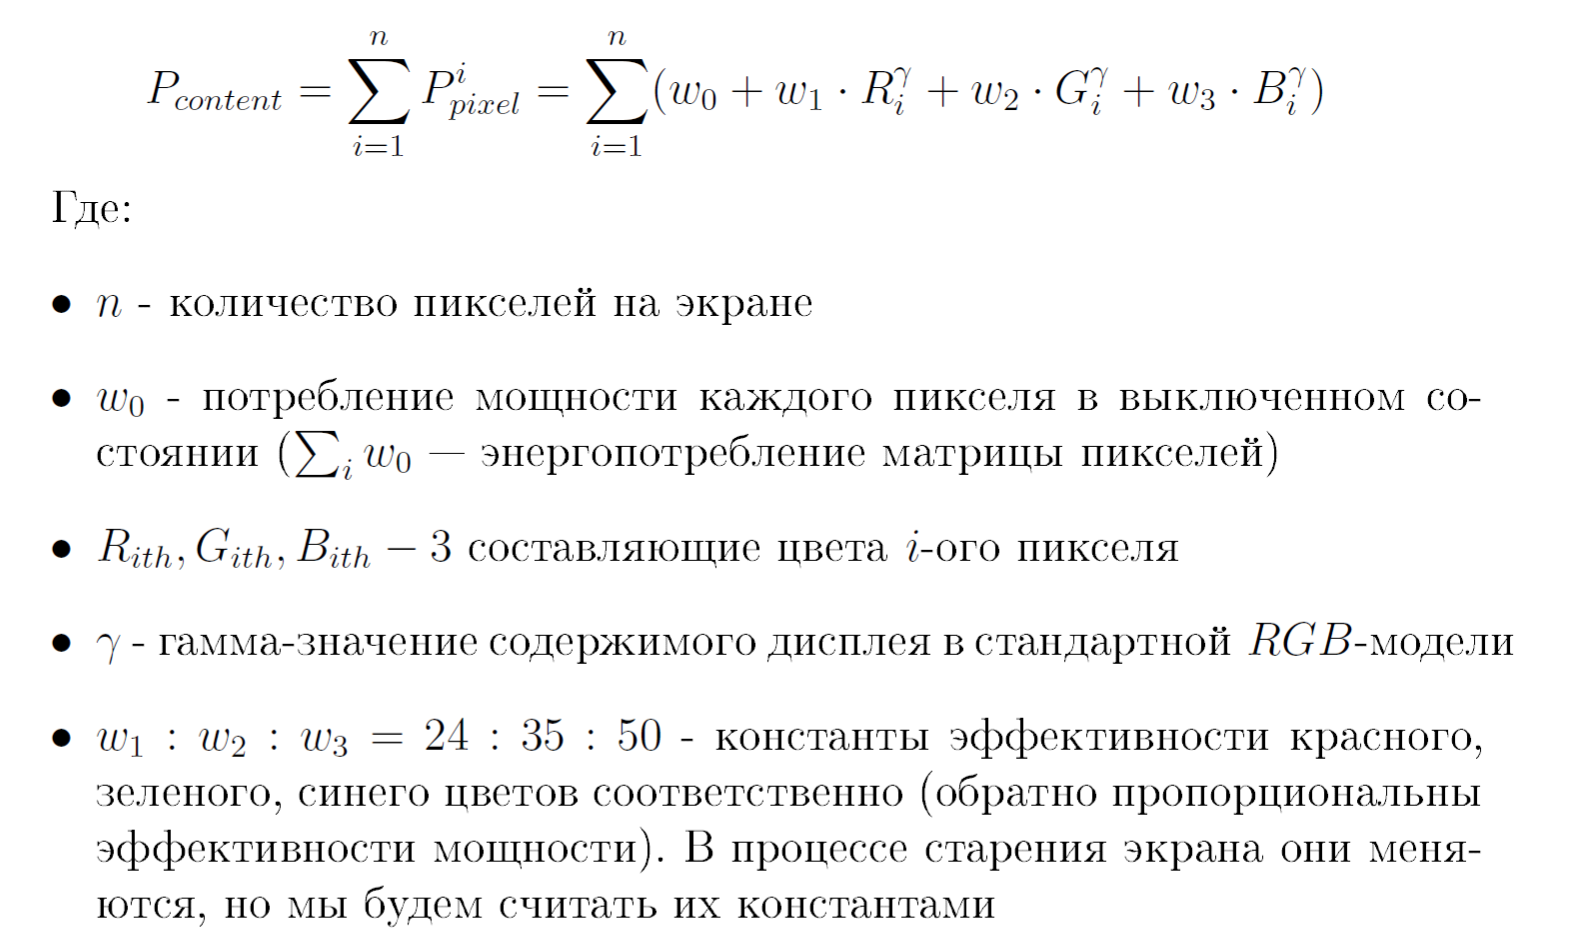 $P_{content} = \sum_{i=1}^{n} P_{pixel}^{i} = \sum_{i=1}^{n} (w_0 + w_1 \cdot R_i^{\gamma} + w_2 \cdot G_i^{\gamma} + w_3 \cdot B_i^{\gamma})$
Где:
• $n$ - количество пикселей на экране
• $w_0$ - потребление мощности каждого пикселя в выключенном со-
стоянии ($\sum_i w_0$ — энергопотребление матрицы пикселей)
• $R_{ith}, G_{ith}, B_{ith} - 3$ составляющие цвета $i$-ого пикселя
• $\gamma$ - гамма-значение содержимого дисплея в стандартной $RGB$-модели
• $w_1 : w_2 : w_3 = 24 : 35 : 50$ - константы эффективности красного,
зеленого, синего цветов соответственно (обратно пропорциональны
эффективности мощности). В процессе старения экрана они меня-
ются, но мы будем считать их константами